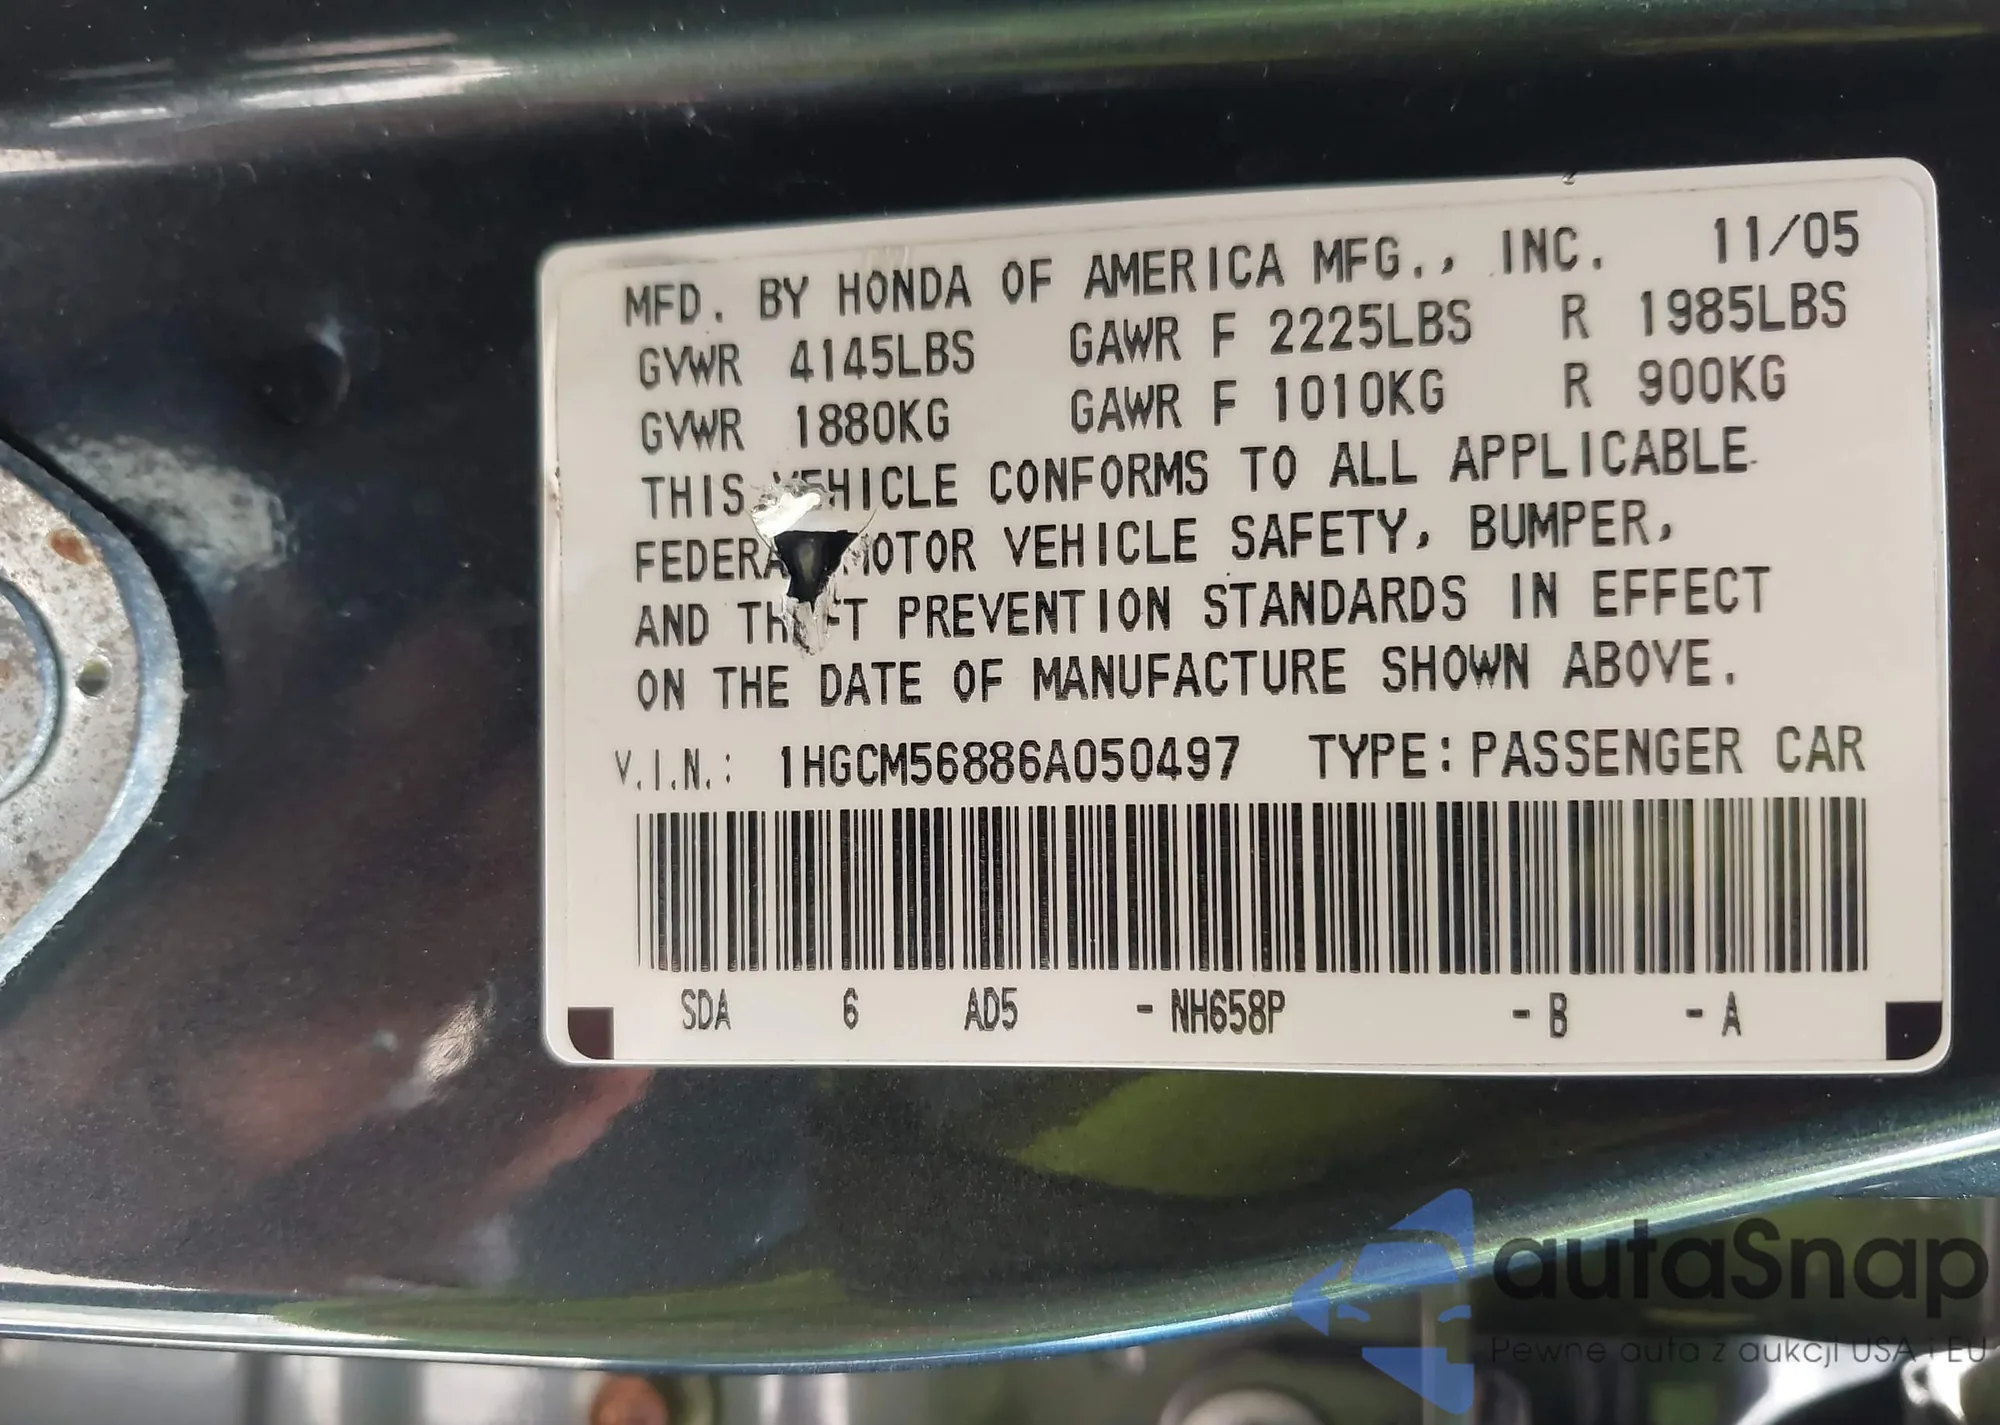 MFD. BY HONDA OF AMERICA MFG., INC. 11/05
GVWR 4145LBS GAWR F 2225LBS R 1985LBS
GVWR 1880KG GAWR F 1010KG R 900KG
THIS VEHICLE CONFORMS TO ALL APPLICABLE
FEDERA MOTOR VEHICLE SAFETY, BUMPER,
AND THEFT PREVENTION STANDARDS IN EFFECT
ON THE DATE OF MANUFACTURE SHOWN ABOVE.
V.I.N.: 1HGCM56886A050497 TYPE: PASSENGER CAR
SDA 6 AD5 - NH658P - B - A
autaSnap
Pewne auta z aukcji USA i EU